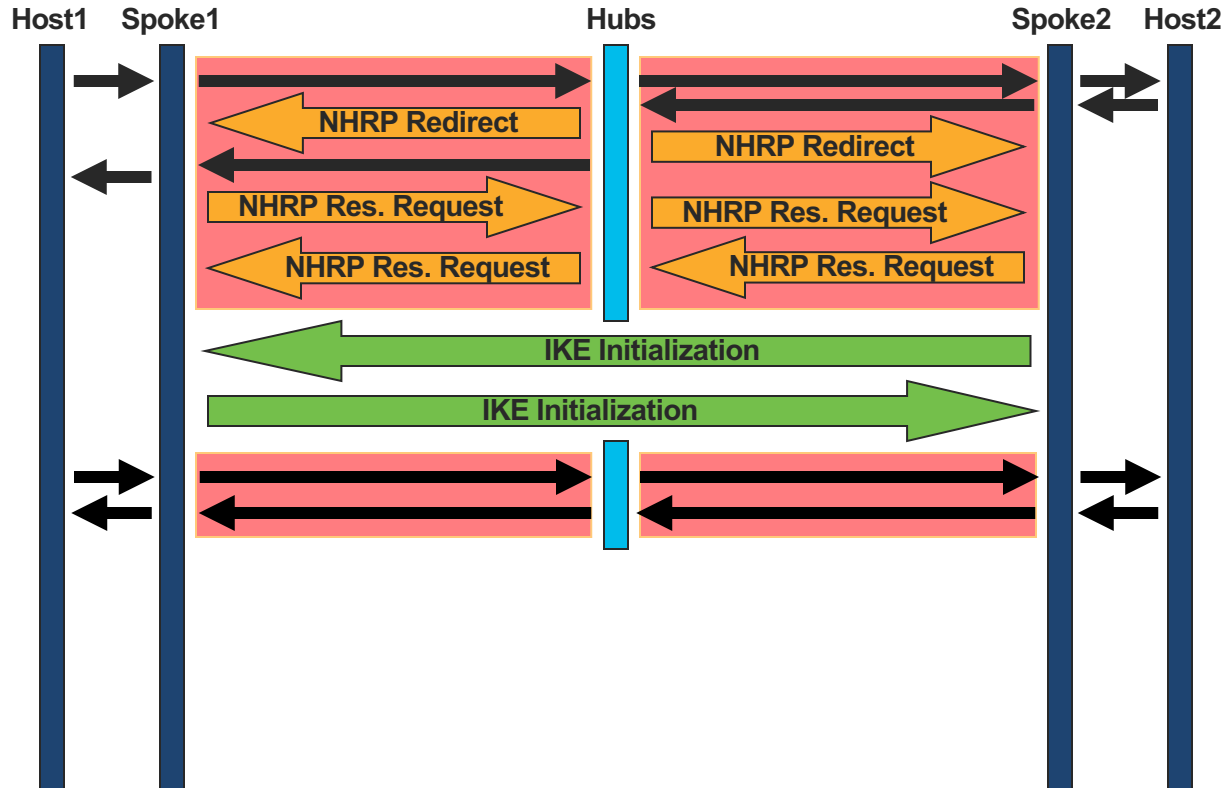 Host1 Spoke1 Hubs Spoke2 Host2
NHRP Redirect
NHRP Redirect
NHRP Res. Request NHRP Res. Request
NHRP Res. Request NHRP Res. Request
IKE Initialization
IKE Initialization